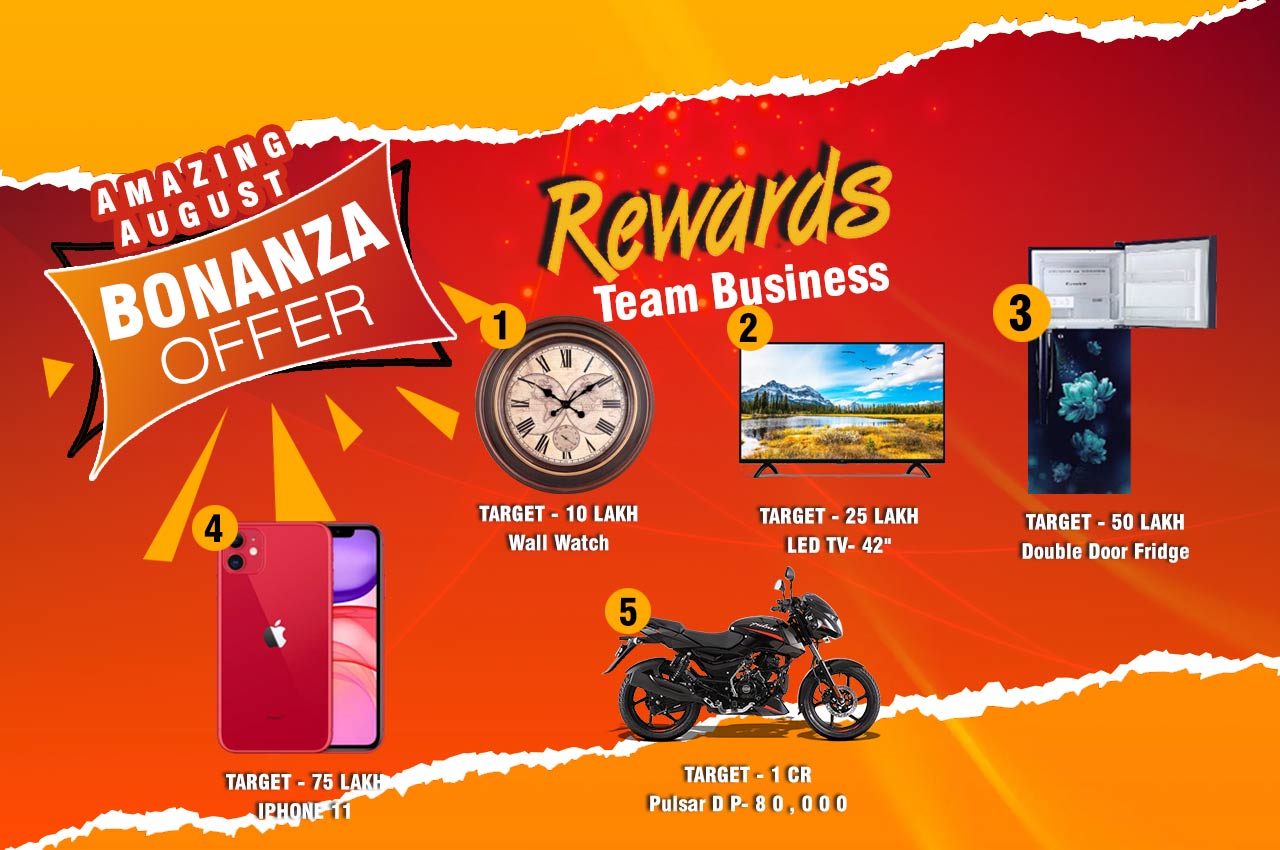 AMAZING
AUGUST
BONANZA
OFFER
Rewards
Team Business
1
2
3
TARGET - 10 LAKH
Wall Watch
TARGET - 25 LAKH
LED TV- 42"
TARGET - 50 LAKH
Double Door Fridge
4
5
Pulsar
TARGET - 75 LAKH
IPHONE 11
TARGET - 1 CR
Pulsar D P- 8 0 , 0 0 0